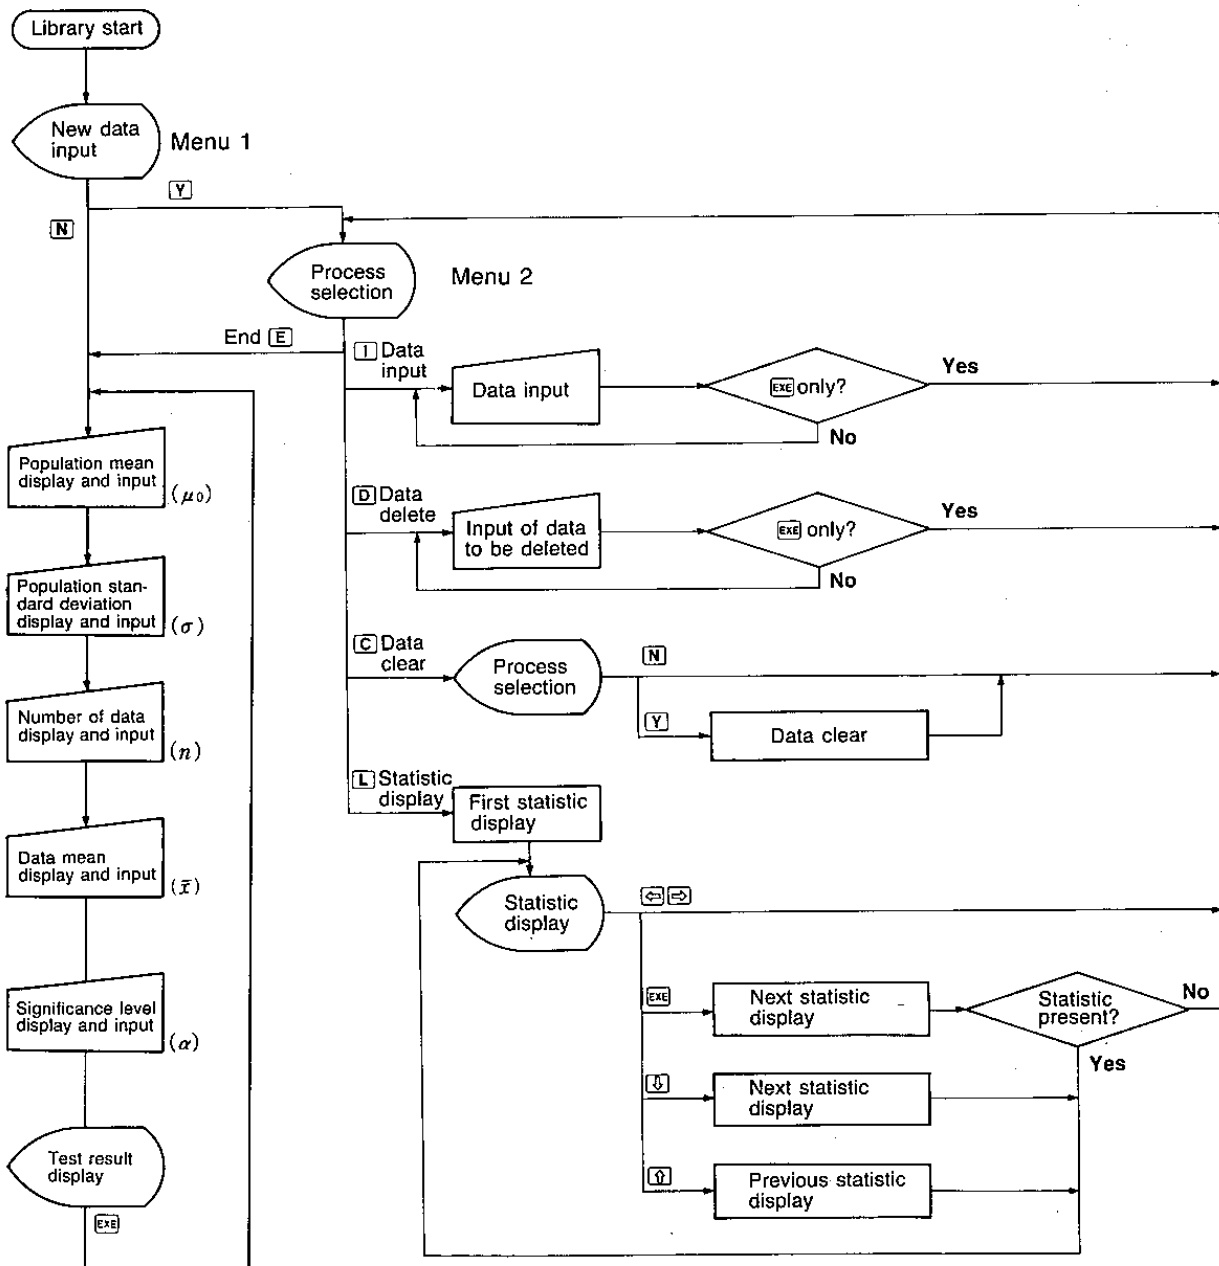 Library start
New data
input
Menu 1
Y
N
Process
selection
Menu 2
End E
I Data
input
Data input
EXE only?
Yes
No
Population mean
display and input
(μ0)
D Data
delete
Input of data
to be deleted
EXE only?
Yes
No
Population stan-
dard deviation
display and input
(σ)
C Data
clear
Process
selection
N
Y
Data clear
Number of data
display and input
(n)
L Statistic
display
First statistic
display
Data mean
display and input
(x̄)
Statistic
display
⇦ ⇨
EXE
Next statistic
display
Statistic
present?
No
Yes
Significance level
display and input
(α)
⇩
Next statistic
display
⇧
Previous statistic
display
Test result
display
EXE